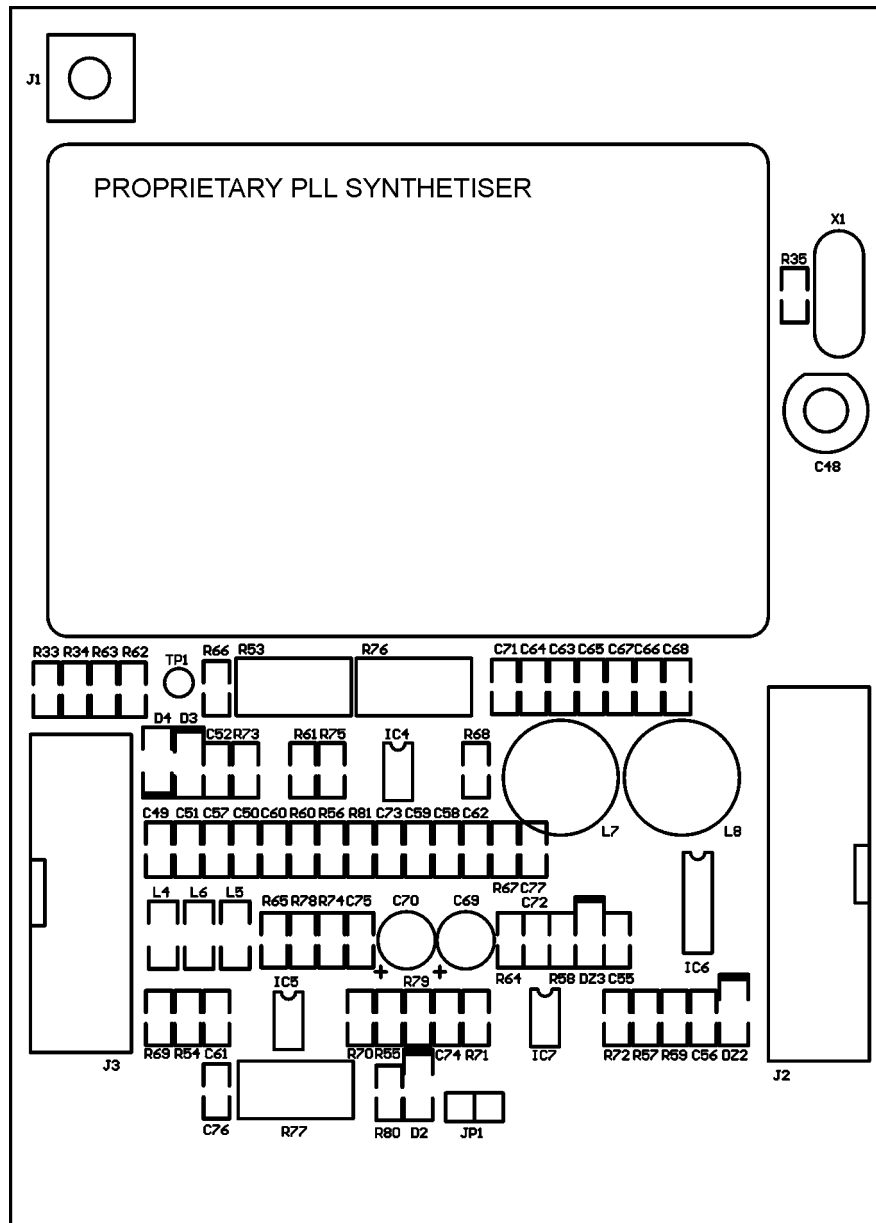 J1
PROPRIETARY PLL SYNTHETISER
X1
R35
C48
R33 R34 R63 R62 TP1 R66 R53 R76 C71 C64 C63 C65 C67 C66 C68
D4 D3 C52 R73 R61 R75 IC4 R68
C49 C51 C57 C50 C60 R60 R56 R81 C73 C59 C58 C62 L7 L8
L4 L6 L5 R65 R78 R74 C75 C70 C69 R67 C77 C72
+ + R64 R58 DZ3 C55 IC6
IC5 R79
R69 R54 C61 R70 R55 C74 R71 IC7 R72 R57 R59 C56 DZ2
J3 J2
C76 R77 R80 D2 JP1